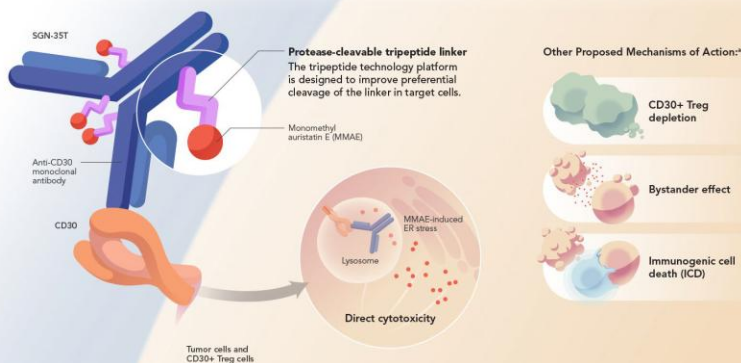 SGN-35T
Protease-cleavable tripeptide linker
The tripeptide technology platform
is designed to improve preferential
cleavage of the linker in target cells.
Monomethyl
auristatin E (MMAE)
Anti-CD30
monoclonal
antibody
CD30
MMAE-induced
ER stress
Lysosome
Direct cytotoxicity
Tumor cells and
CD30+ Treg cells
Other Proposed Mechanisms of Action:ᵃ
CD30+ Treg
depletion
Bystander effect
Immunogenic cell
death (ICD)